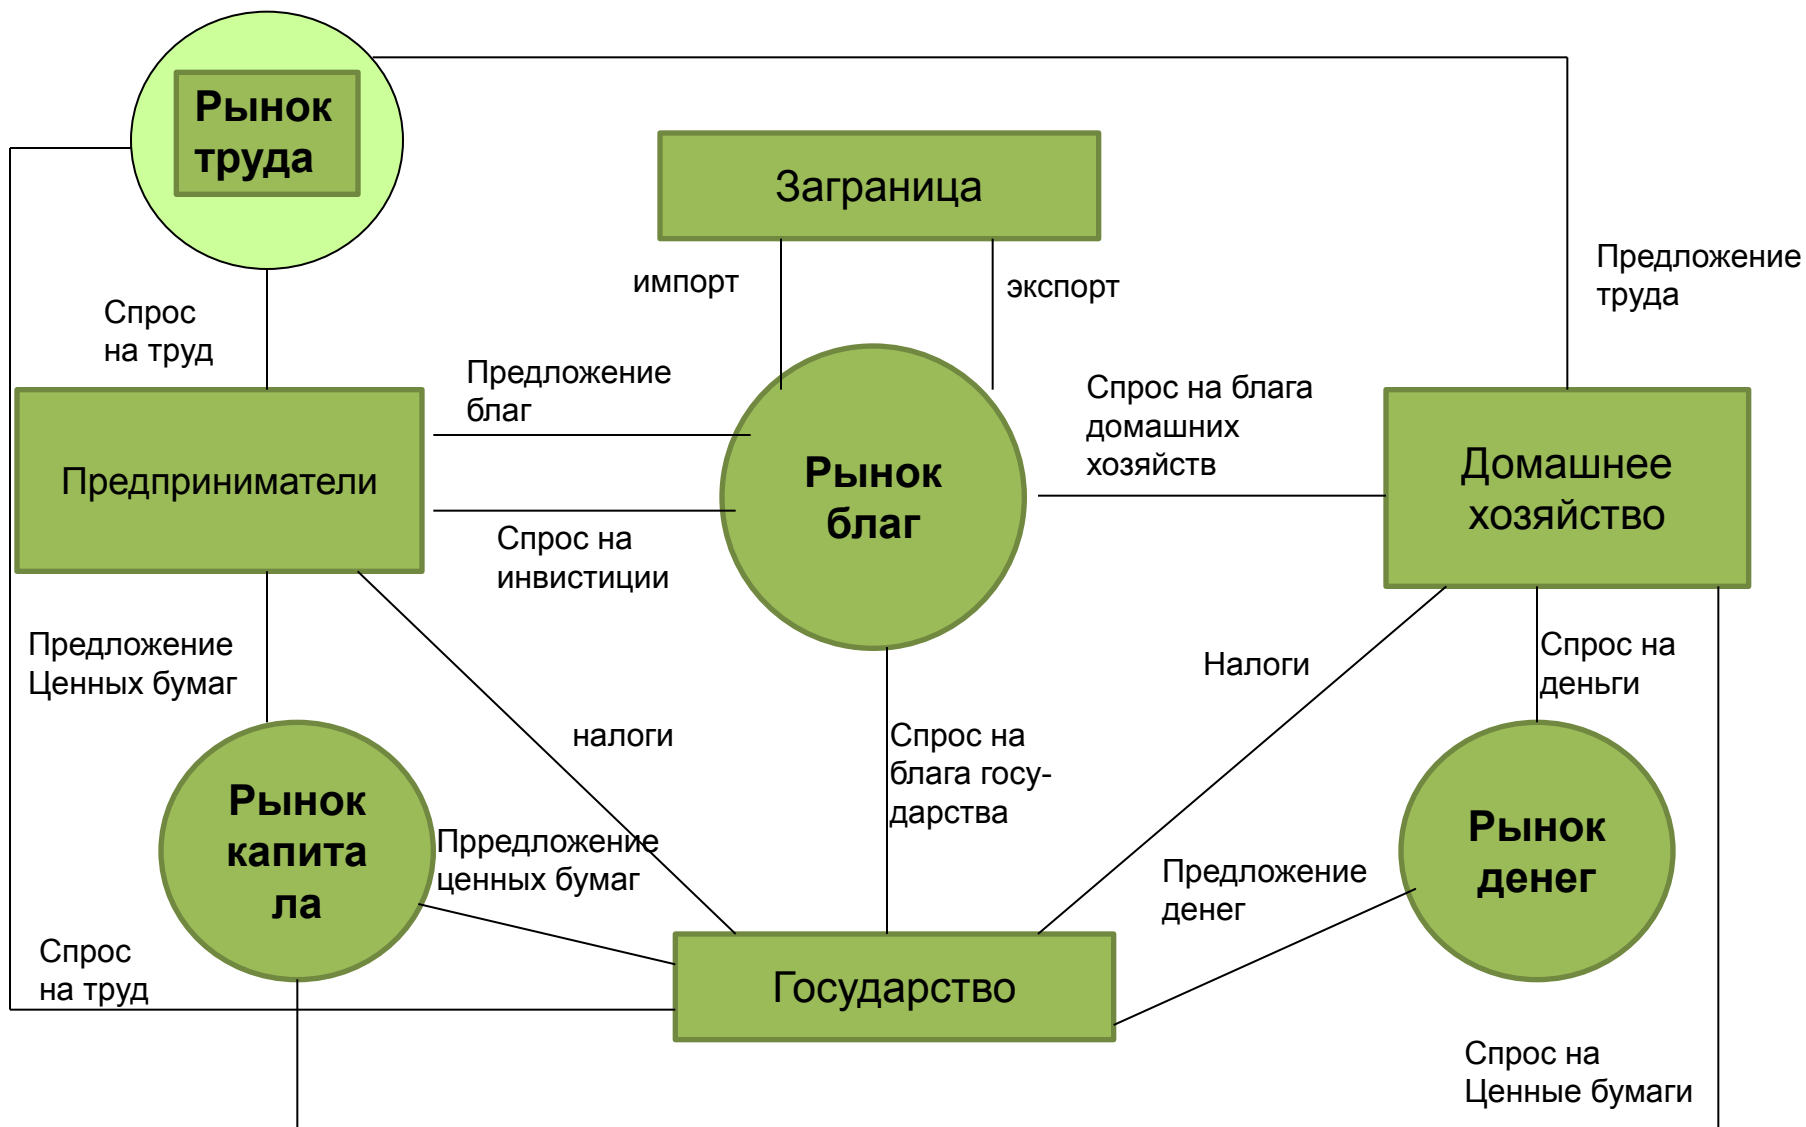 Рынок
труда
Заграница
импорт
экспорт
Предложение
труда
Спрос
на труд
Предложение
благ
Спрос на блага
домашних
хозяйств
Предприниматели
Рынок
благ
Домашнее
хозяйство
Спрос на
инвистиции
Предложение
Ценных бумаг
налоги
Спрос на
блага госу-
дарства
Налоги
Спрос на
деньги
Рынок
капита
ла
Прредложение
ценных бумаг
Предложение
денег
Рынок
денег
Спрос
на труд
Государство
Спрос на
Ценные бумаги